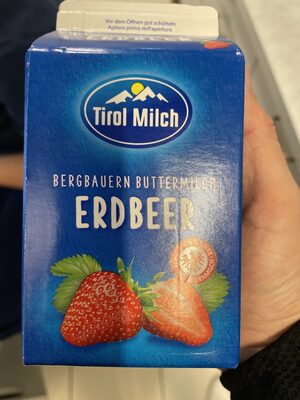 Vor dem Öffnen gut schütteln
Agitare prima dell'apertura
Tirol Milch
BERGBAUERN BUTTERMILCH
ERDBEER